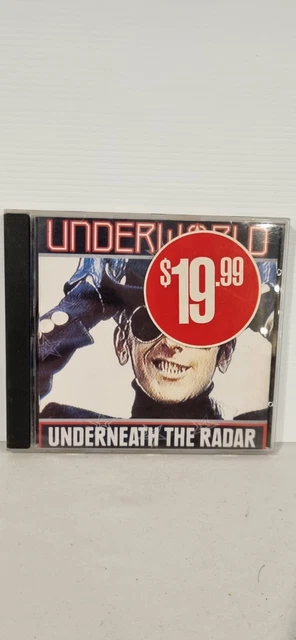 UNDERWORLD
$19.99
UNDERNEATH THE RADAR